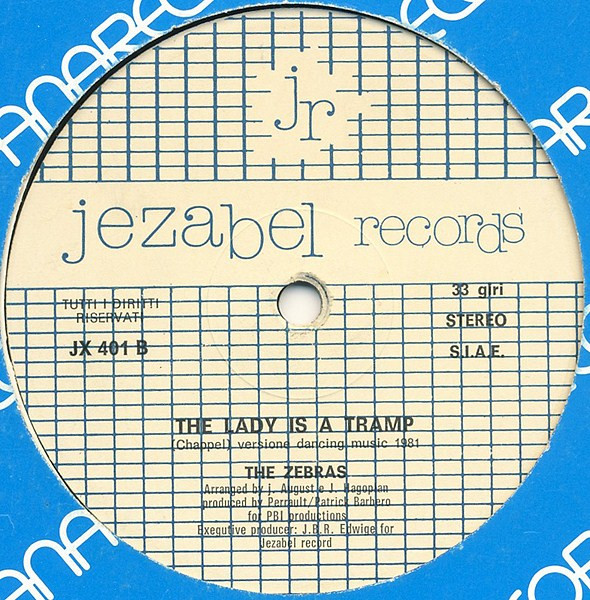 jr
jezabel records
TUTTI I DIRITTI
RISERVATI
JX 401 B
33 giri
STEREO
S.I.A.E.
THE LADY IS A TRAMP
(Chappel) versione dancing music 1981
THE ZEBRAS
Arranged by j. August e J. Hagopian
produced by Perrault/Patrick Barbero
for PBI productions
Exegutive producer: J.R.R. Edwige for
Jezabel record